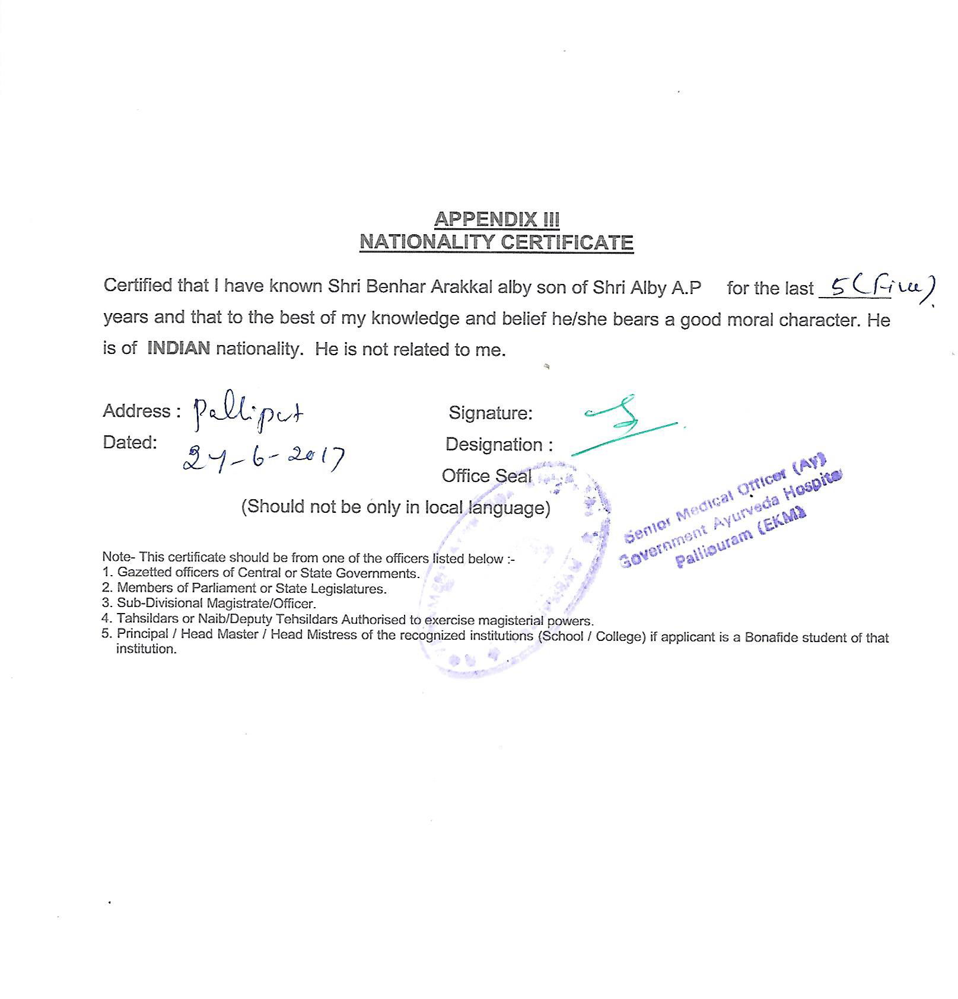 APPENDIX III
NATIONALITY CERTIFICATE
Certified that I have known Shri Benhar Arakkal alby son of Shri Alby A.P for the last 5 (Five)
years and that to the best of my knowledge and belief he/she bears a good moral character. He
is of INDIAN nationality. He is not related to me.
Address : Palliport
Signature:
Dated: 24-6-2017
Designation :
Office Seal
Senior Medical Officer (Ay)
Government Ayurveda Hospital
Pallipuram (EKM)
(Should not be only in local language)
Note- This certificate should be from one of the officers listed below :-
1. Gazetted officers of Central or State Governments.
2. Members of Parliament or State Legislatures.
3. Sub-Divisional Magistrate/Officer.
4. Tahsildars or Naib/Deputy Tehsildars Authorised to exercise magisterial powers.
5. Principal / Head Master / Head Mistress of the recognized institutions (School / College) if applicant is a Bonafide student of that
institution.